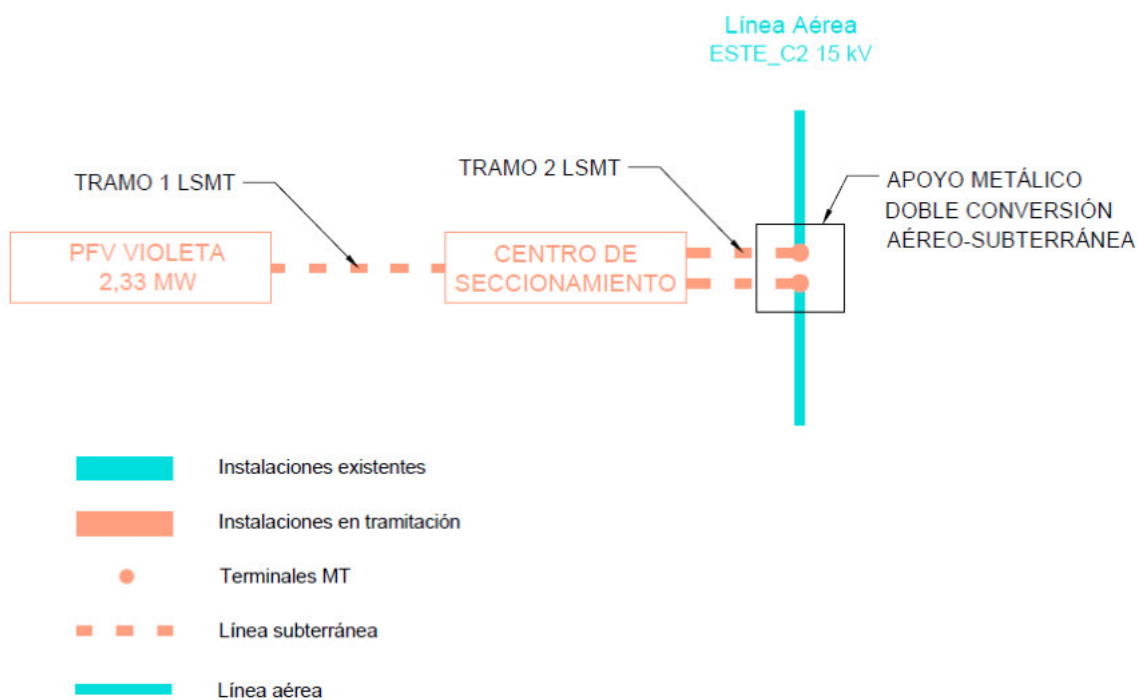 Línea Aérea
ESTE_C2 15 kV
TRAMO 1 LSMT
TRAMO 2 LSMT
APOYO METÁLICO
DOBLE CONVERSIÓN
AÉREO-SUBTERRÁNEA
PFV VIOLETA
2,33 MW
CENTRO DE
SECCIONAMIENTO
Instalaciones existentes
Instalaciones en tramitación
Terminales MT
Línea subterránea
Línea aérea